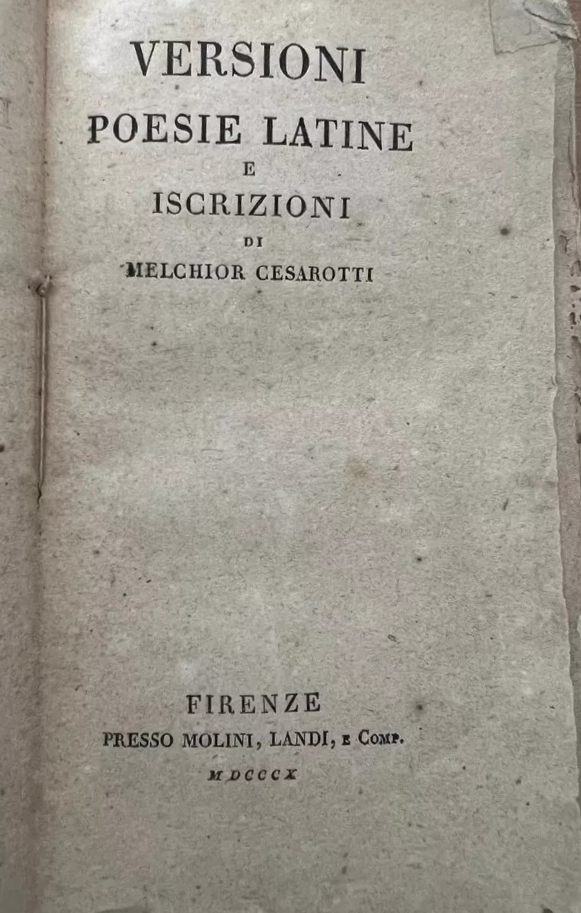 VERSIONI
POESIE LATINE
E
ISCRIZIONI
DI
MELCHIOR CESAROTTI
FIRENZE
PRESSO MOLINI, LANDI, E COMP.
MDCCCX